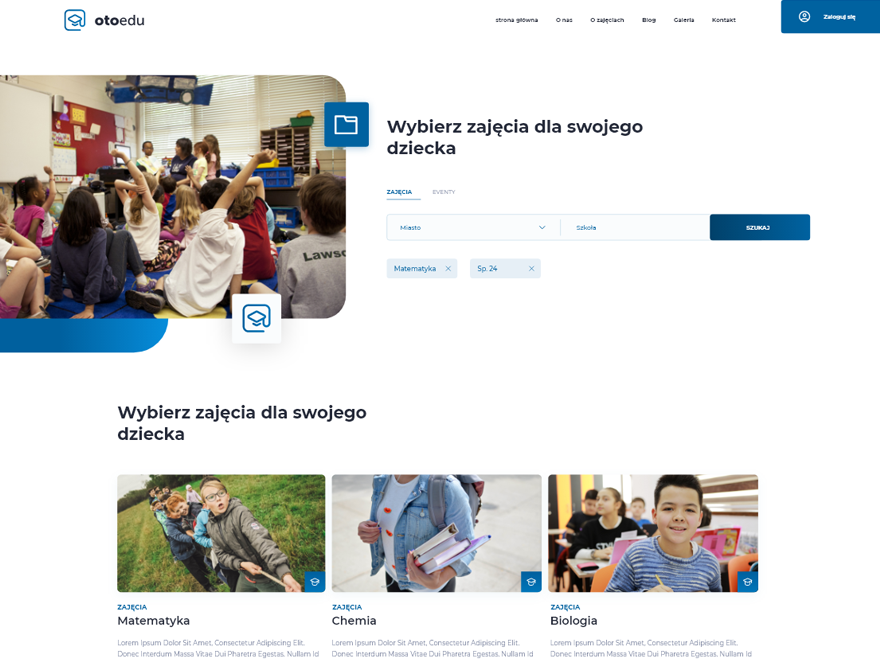 otoedu
strona główna O nas O zajęciach Blog Galeria Kontakt
Zaloguj się
Wybierz zajęcia dla swojego
dziecka
ZAJĘCIA EVENTY
Miasto Szkoła SZUKAJ
Matematyka Sp. 24
Lawso
Wybierz zajęcia dla swojego
dziecka
ZAJĘCIA ZAJĘCIA ZAJĘCIA
Matematyka Chemia Biologia
Lorem Ipsum Dolor Sit Amet, Consectetur Adipiscing Elit. Lorem Ipsum Dolor Sit Amet, Consectetur Adipiscing Elit. Lorem Ipsum Dolor Sit Amet, Consectetur Adipiscing Elit.
Donec Interdum Massa Vitae Dui Pharetra Egestas. Nullam Id Donec Interdum Massa Vitae Dui Pharetra Egestas. Nullam Id Donec Interdum Massa Vitae Dui Pharetra Egestas. Nullam Id